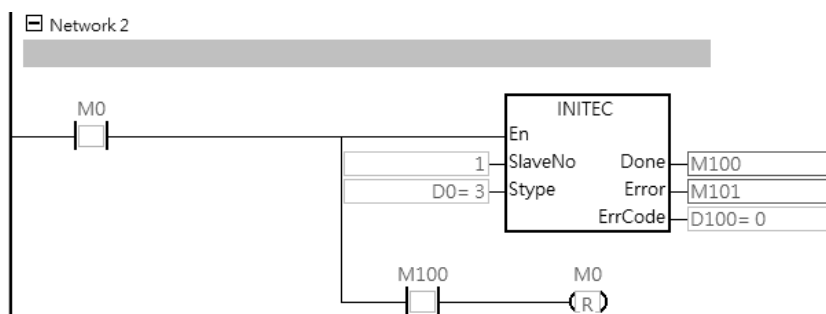 Network 2
M0
INITEC
En
1 SlaveNo Done M100
D0= 3 Stype Error M101
ErrCode D100= 0
M100 M0
R